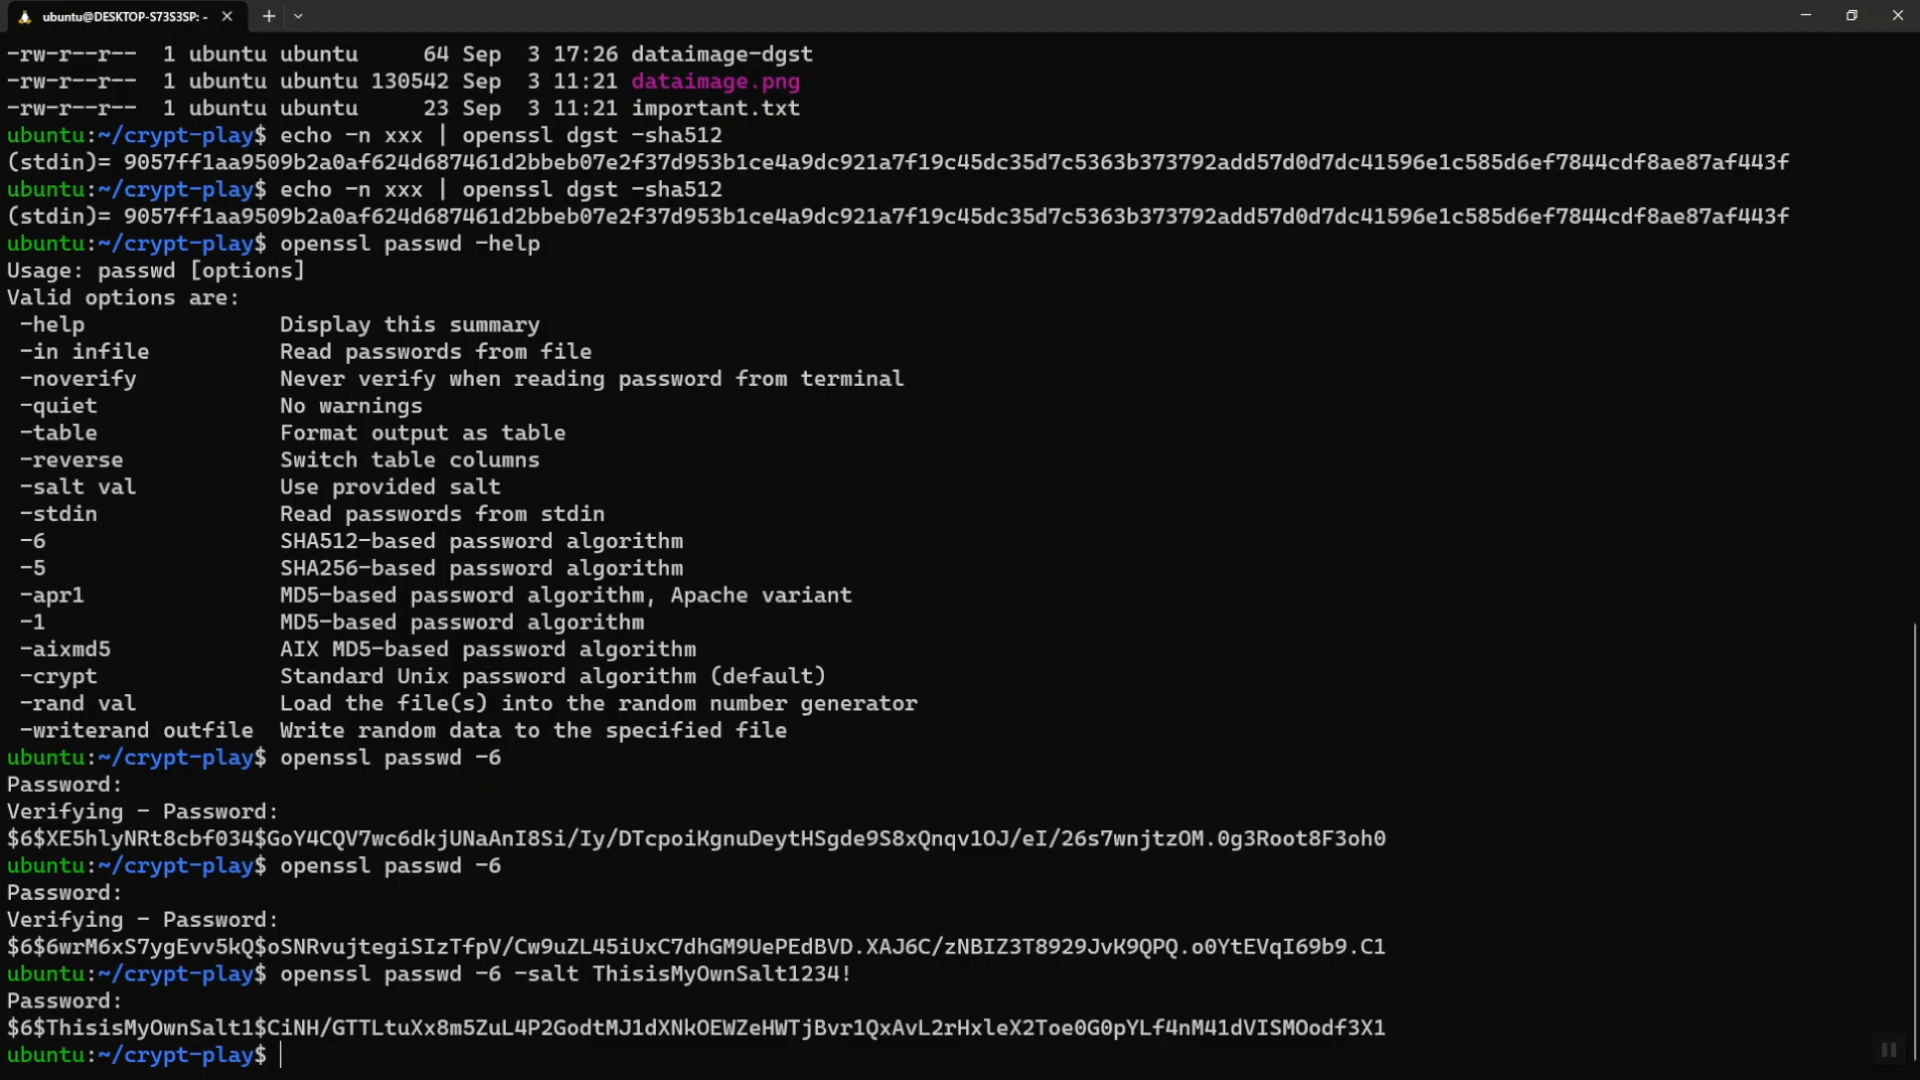 ubuntu@DESKTOP-S73S3SP: ~
-rw-r--r-- 1 ubuntu ubuntu 64 Sep 3 17:26 dataimage-dgst
-rw-r--r-- 1 ubuntu ubuntu 130542 Sep 3 11:21 dataimage.png
-rw-r--r-- 1 ubuntu ubuntu 23 Sep 3 11:21 important.txt
ubuntu:~/crypt-play$ echo -n xxx | openssl dgst -sha512
(stdin)= 9057ff1aa9509b2a0af624d687461d2bbeb07e2f37d953b1ce4a9dc921a7f19c45dc35d7c5363b373792add57d0d7dc41596e1c585d6ef7844cdf8ae87af443f
ubuntu:~/crypt-play$ echo -n xxx | openssl dgst -sha512
(stdin)= 9057ff1aa9509b2a0af624d687461d2bbeb07e2f37d953b1ce4a9dc921a7f19c45dc35d7c5363b373792add57d0d7dc41596e1c585d6ef7844cdf8ae87af443f
ubuntu:~/crypt-play$ openssl passwd -help
Usage: passwd [options]
Valid options are:
-help Display this summary
-in infile Read passwords from file
-noverify Never verify when reading password from terminal
-quiet No warnings
-table Format output as table
-reverse Switch table columns
-salt val Use provided salt
-stdin Read passwords from stdin
-6 SHA512-based password algorithm
-5 SHA256-based password algorithm
-apr1 MD5-based password algorithm, Apache variant
-1 MD5-based password algorithm
-aixmd5 AIX MD5-based password algorithm
-crypt Standard Unix password algorithm (default)
-rand val Load the file(s) into the random number generator
-writerand outfile Write random data to the specified file
ubuntu:~/crypt-play$ openssl passwd -6
Password:
Verifying - Password:
$6$XE5hlyNRt8cbf034$GoY4CQV7wc6dkjUNaAnI8Si/Iy/DTcpoiKgnuDeytHSgde9S8xQnqv1OJ/eI/26s7wnjtzOM.0g3Root8F3oh0
ubuntu:~/crypt-play$ openssl passwd -6
Password:
Verifying - Password:
$6$6wrM6xS7ygEvv5kQ$oSNRvujtegiSIzTfpV/Cw9uZL45iUxC7dhGM9UePEdBVD.XAJ6C/zNBIZ3T8929JvK9QPQ.o0YtEVqI69b9.C1
ubuntu:~/crypt-play$ openssl passwd -6 -salt ThisisMyOwnSalt1234!
Password:
$6$ThisisMyOwnSalt1$CiNH/GTTLtuXx8m5ZuL4P2GodtMJ1dXNkOEWZeHWTjBvr1QxAvL2rHxleX2Toe0G0pYLf4nM41dVISMOodf3X1
ubuntu:~/crypt-play$